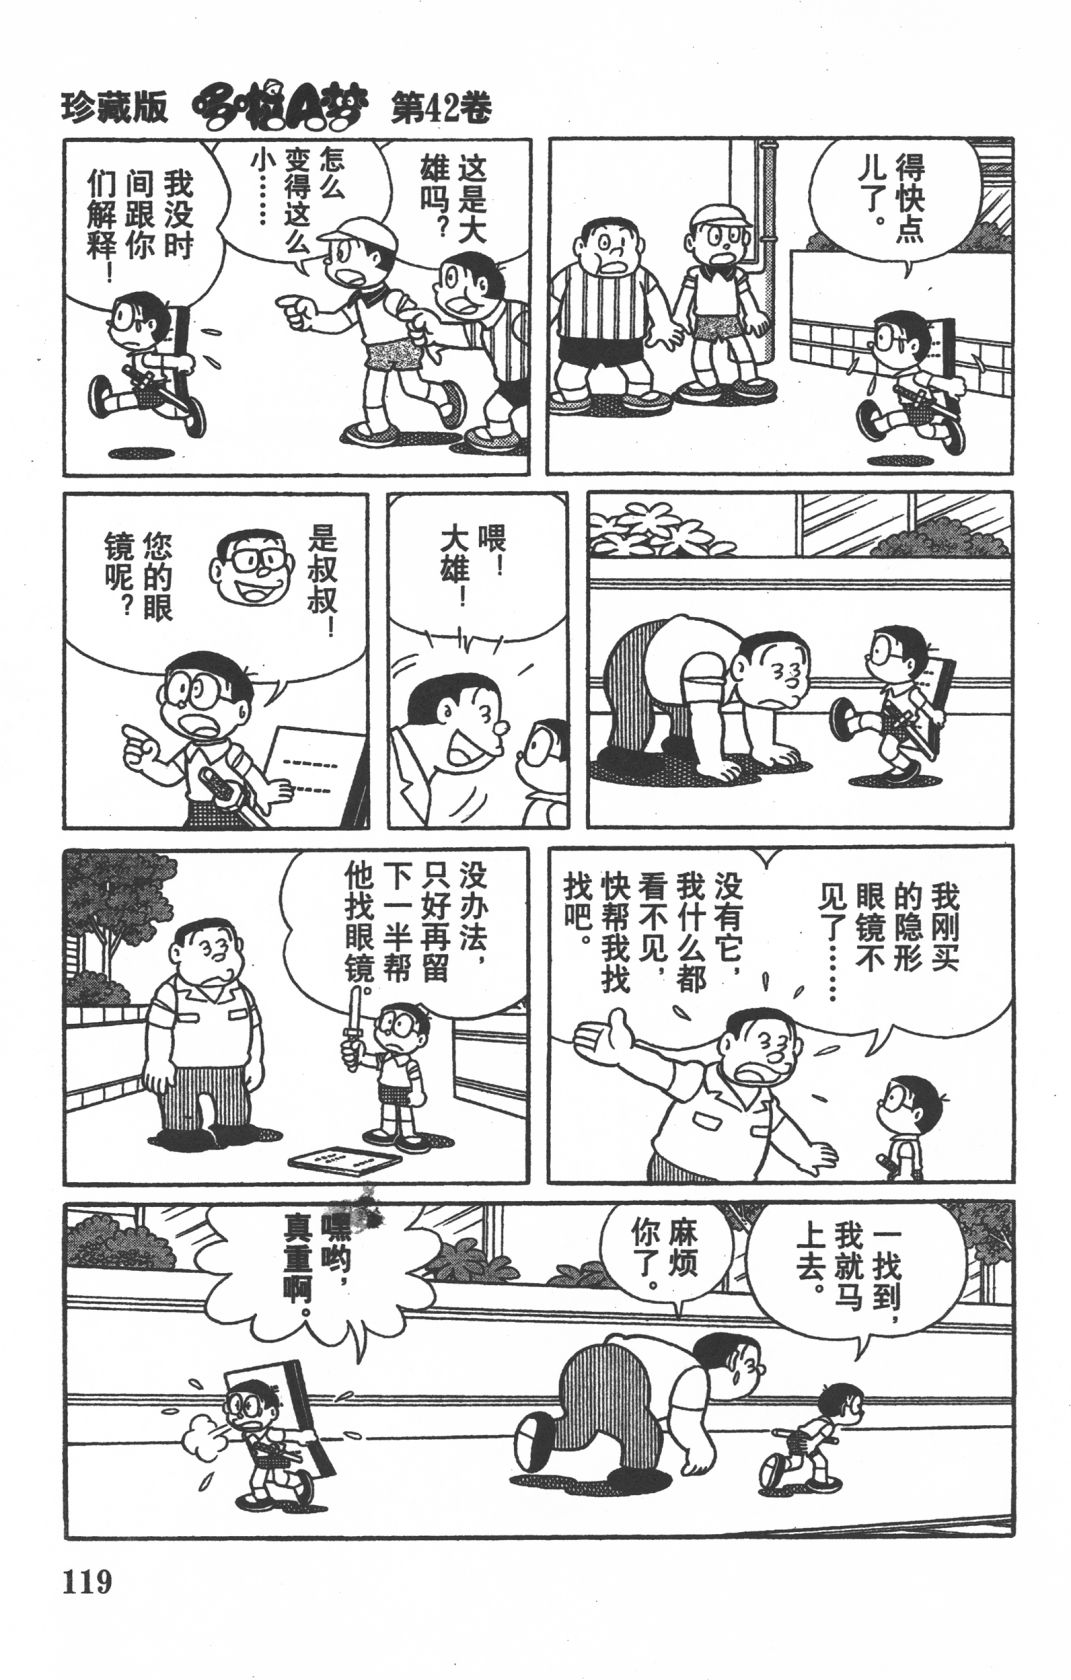 珍藏版 哆啦A梦 第42卷
得快点
儿了。
这是大
雄吗?
怎么
变得这么
小……
我没时
间跟你
们解释!
喂!
大雄!
是叔叔!
您的眼
镜呢?
我刚买
的隐形
眼镜不
见了……
没有它,
我什么都
看不见,
快帮我找
找吧。
没办法,
只好再留
下一半帮
他找眼镜。
一找到,
我就马
上去。
麻烦
你了。
嘿哟,
真重啊。
119